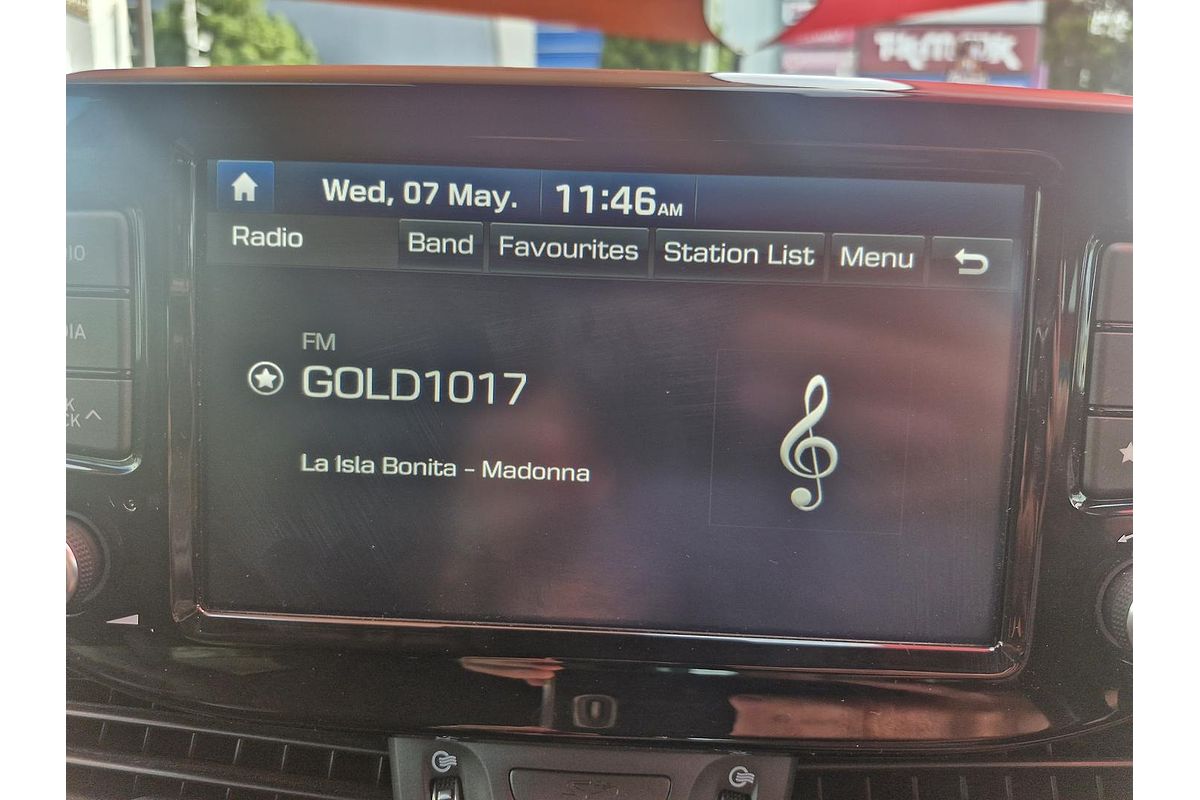 Wed, 07 May. 11:46AM
Radio Band Favourites Station List Menu
FM
GOLD1017
La Isla Bonita - Madonna